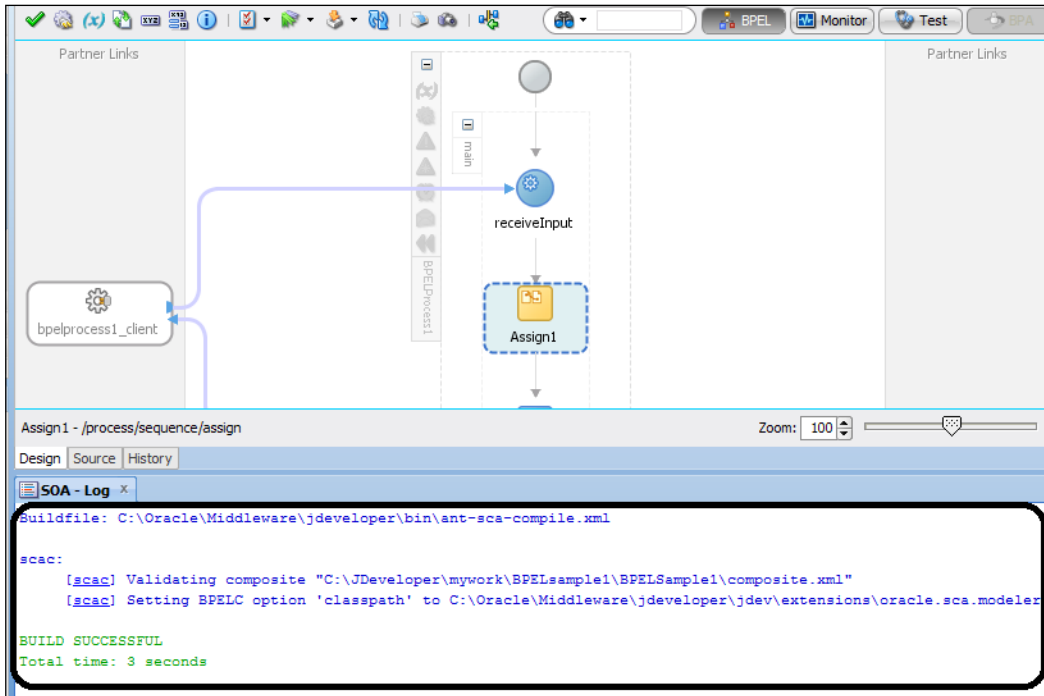 BPEL
Monitor
Test
BPA
Partner Links
Partner Links
main
receiveInput
BPELProcess1
bpelprocess1_client
Assign1
Assign1 - /process/sequence/assign
Zoom: 100
Design Source History
SOA - Log
Buildfile: C:\Oracle\Middleware\jdeveloper\bin\ant-sca-compile.xml
scac:
[scac] Validating composite "C:\JDeveloper\mywork\BPELsample1\BPELSample1\composite.xml"
[scac] Setting BPELC option 'classpath' to C:\Oracle\Middleware\jdeveloper\jdev\extensions\oracle.sca.modeler
BUILD SUCCESSFUL
Total time: 3 seconds